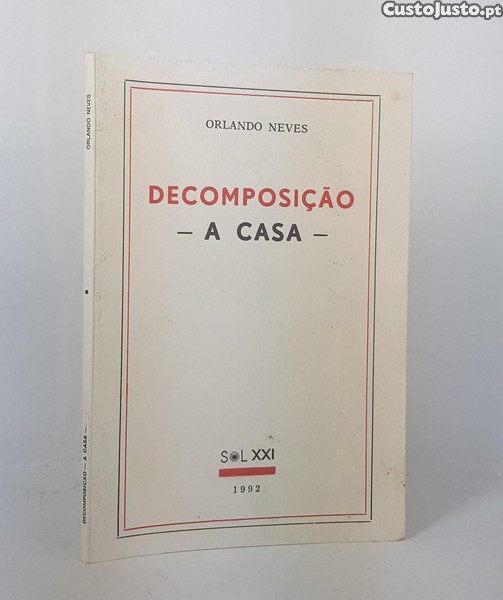 CustoJusto.pt
ORLANDO NEVES
DECOMPOSIÇÃO
— A CASA —
SOL XXI
1992
ORLANDO NEVES
DECOMPOSIÇÃO — A CASA —